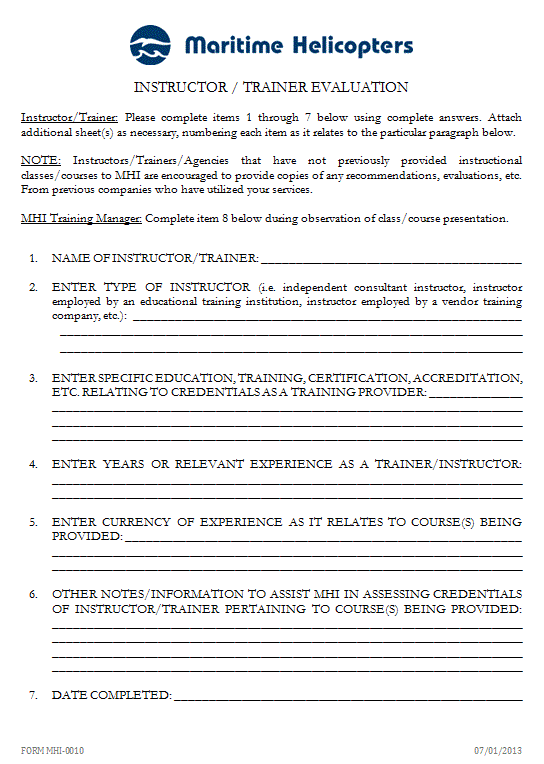 Maritime Helicopters
INSTRUCTOR / TRAINER EVALUATION
Instructor/Trainer: Please complete items 1 through 7 below using complete answers. Attach
additional sheet(s) as necessary, numbering each item as it relates to the particular paragraph below.
NOTE: Instructors/Trainers/Agencies that have not previously provided instructional
classes/courses to MHI are encouraged to provide copies of any recommendations, evaluations, etc.
From previous companies who have utilized your services.
MHI Training Manager: Complete item 8 below during observation of class/course presentation.
1. NAME OF INSTRUCTOR/TRAINER:
2. ENTER TYPE OF INSTRUCTOR (i.e. independent consultant instructor, instructor
employed by an educational training institution, instructor employed by a vendor training
company, etc.):
3. ENTER SPECIFIC EDUCATION, TRAINING, CERTIFICATION, ACCREDITATION,
ETC. RELATING TO CREDENTIALS AS A TRAINING PROVIDER:
4. ENTER YEARS OR RELEVANT EXPERIENCE AS A TRAINER/INSTRUCTOR:
5. ENTER CURRENCY OF EXPERIENCE AS IT RELATES TO COURSE(S) BEING
PROVIDED:
6. OTHER NOTES/INFORMATION TO ASSIST MHI IN ASSESSING CREDENTIALS
OF INSTRUCTOR/TRAINER PERTAINING TO COURSE(S) BEING PROVIDED:
7. DATE COMPLETED:
FORM MHI-0010 07/01/2013